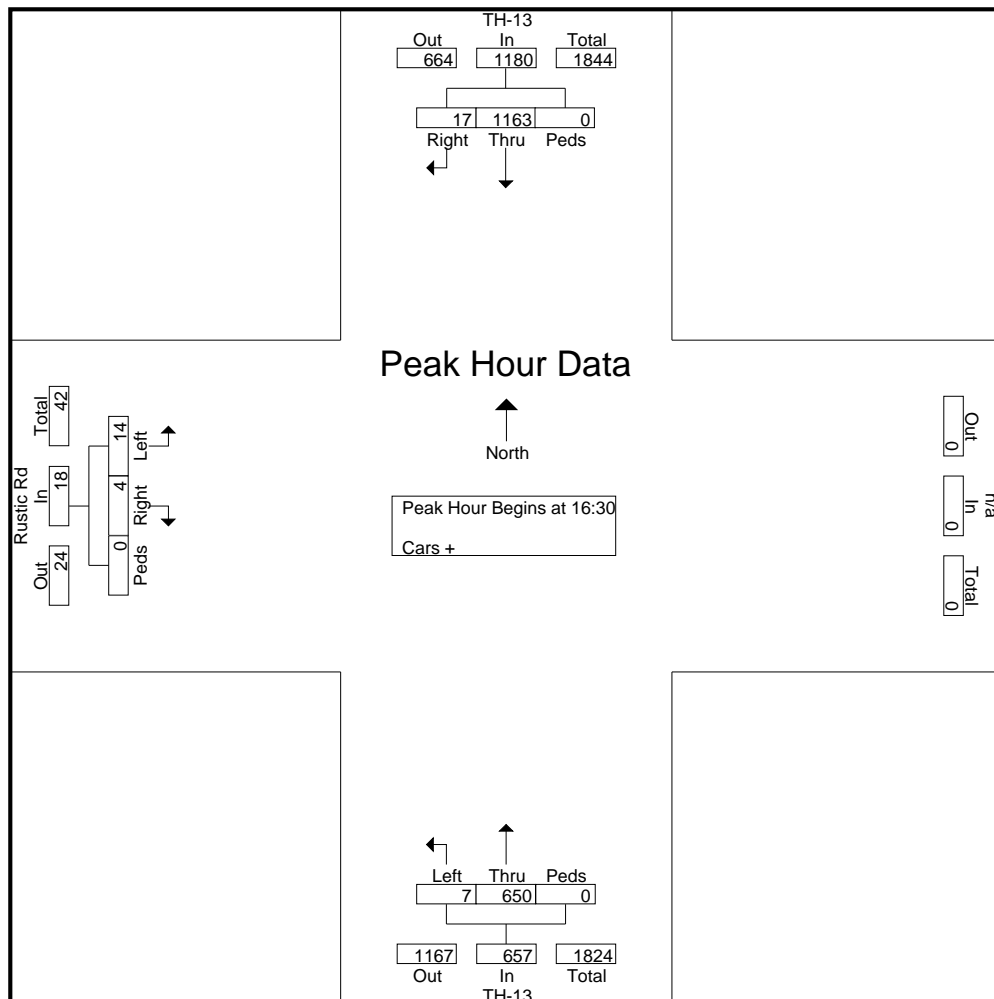 TH-13
Out In Total
664 1180 1844
17 1163 0
Right Thru Peds
Peak Hour Data
North
Peak Hour Begins at 16:30
Cars +
Rustic Rd
Total In Out
42 18 24
14 4 0
Left Right Peds
Out In Total
0 0 0
n/a
Left Thru Peds
7 650 0
1167 657 1824
Out In Total
TH-13